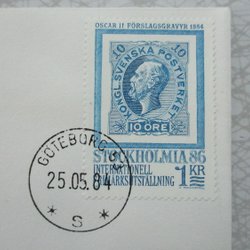 OSCAR II FÖRSLAGSGRAVYR 1884
10 10
KONGL. SVENSKA POSTVERKET
10 ÖRE
STOCKHOLMIA 86
INTERNATIONELL
FRIMÄRKSUTSTÄLLNING
1 KR
GÖTEBORG
25.05.84
* S *